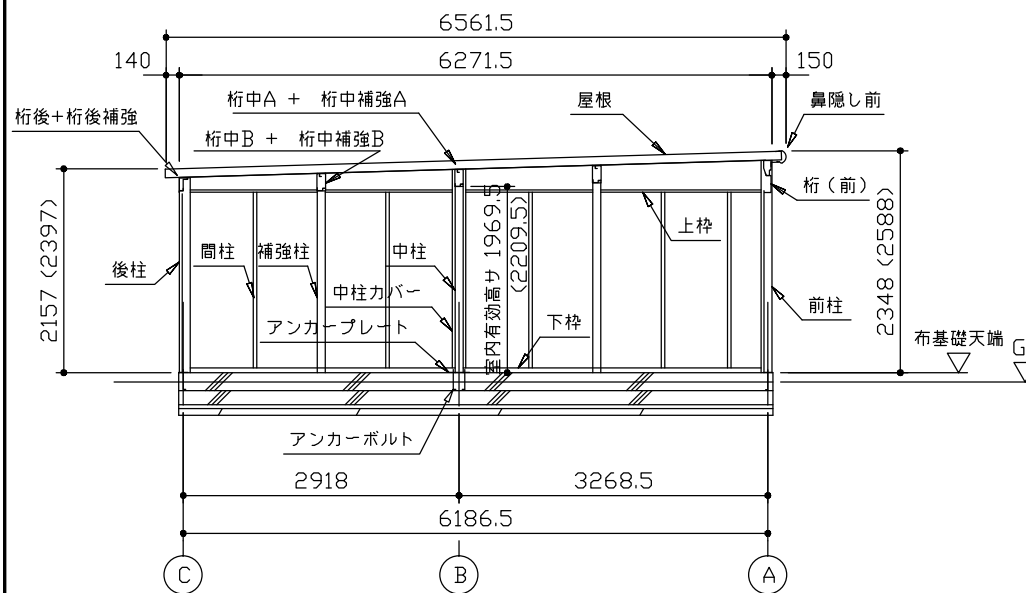 6561.5
140
6271.5
150
桁中A + 桁中補強A
屋根
鼻隠し前
桁後+桁後補強
桁中B + 桁中補強B
桁(前)
上枠
2157 (2397)
室内有効高サ 1969.5
(2209.5)
2348 (2588)
後柱
間柱
補強柱
中柱
中柱カバー
アンカープレート
下枠
前柱
布基礎天端
G
アンカーボルト
2918
3268.5
6186.5
C
B
A